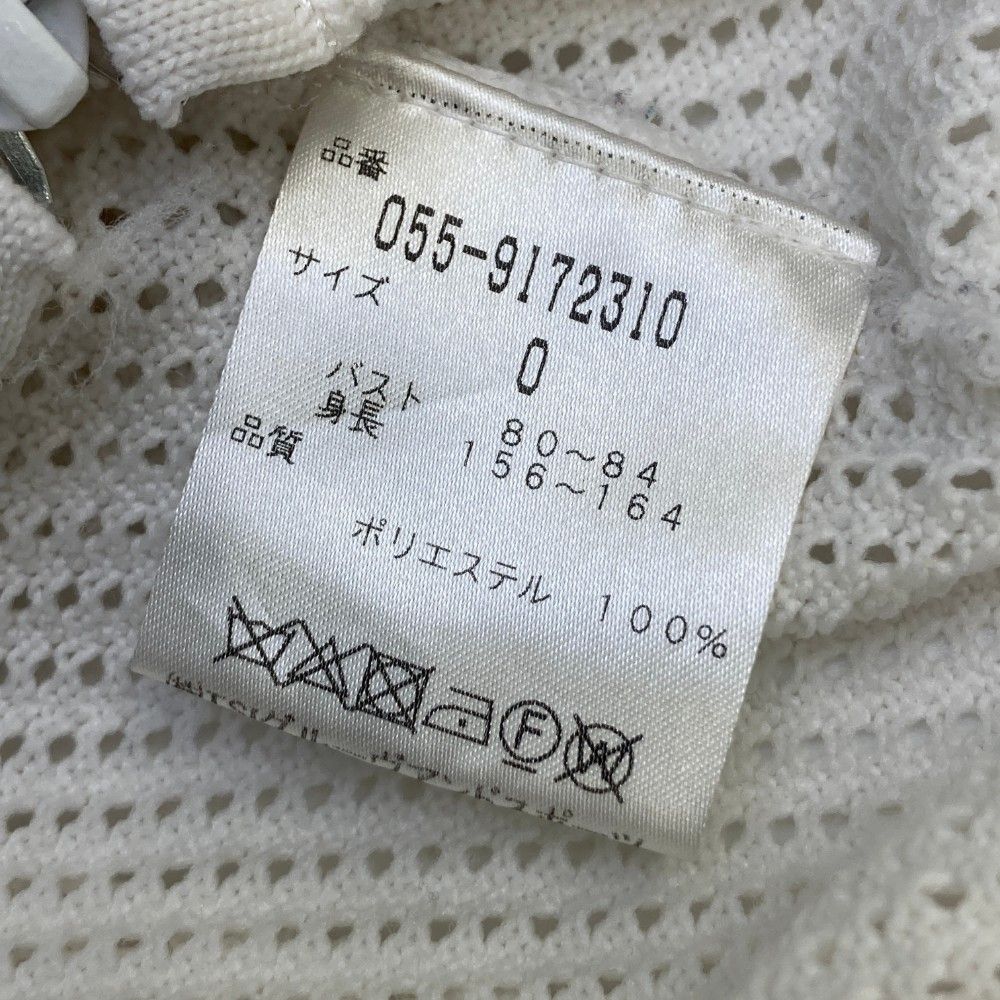 品番
055-9172310
サイズ
0
バスト 80～84
身長 156～164
品質
ポリエステル 100%
F
W